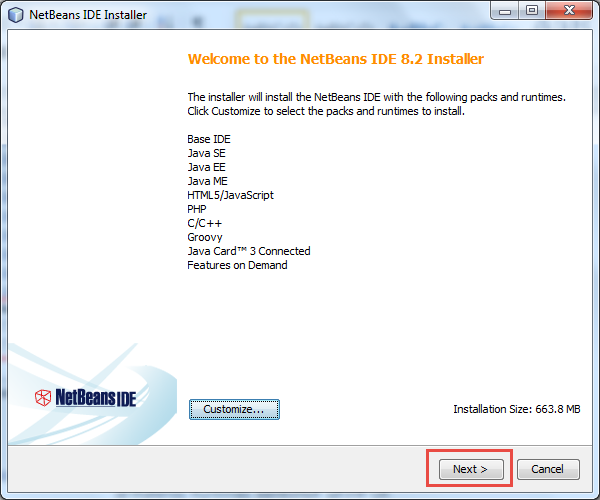 NetBeans IDE Installer
Welcome to the NetBeans IDE 8.2 Installer
The installer will install the NetBeans IDE with the following packs and runtimes.
Click Customize to select the packs and runtimes to install.
Base IDE
Java SE
Java EE
Java ME
HTML5/JavaScript
PHP
C/C++
Groovy
Java Card™ 3 Connected
Features on Demand
NetBeans IDE
Customize...
Installation Size: 663.8 MB
Next >
Cancel